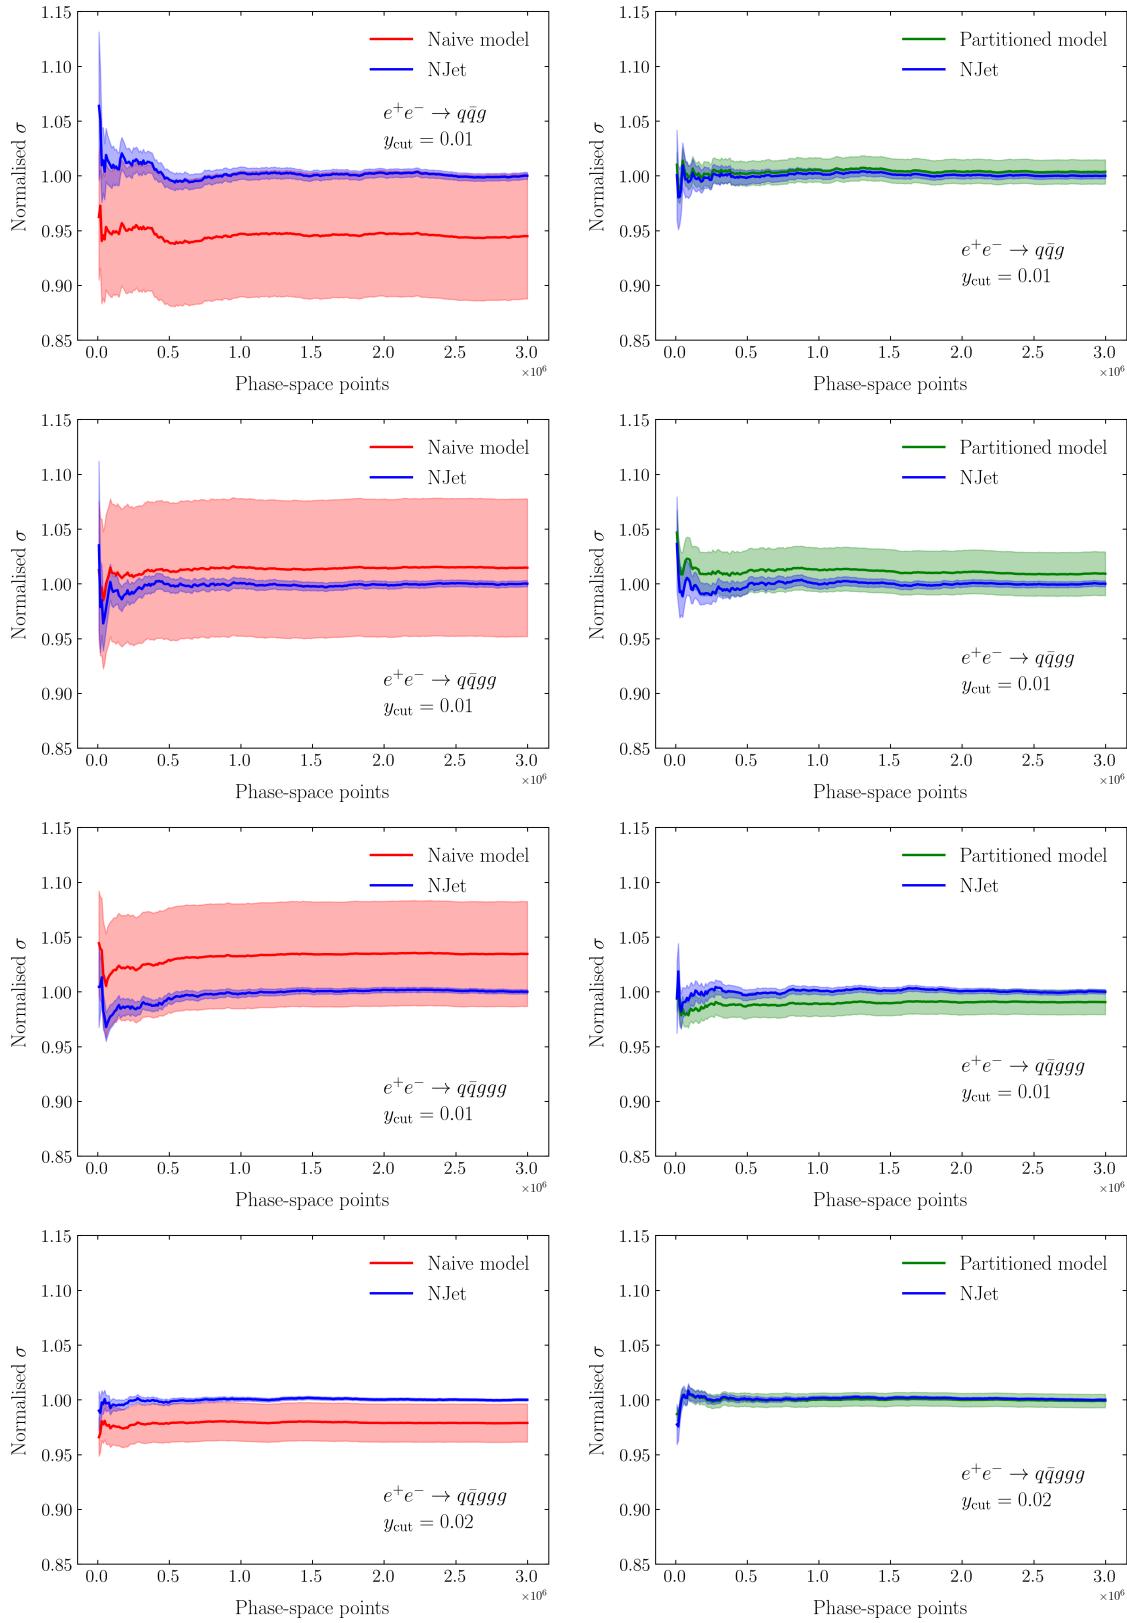 1.15
1.10
1.05
1.00
0.95
0.90
0.85
Normalised σ
Naive model
NJet
e⁺e⁻ → qq̄g
y_cut = 0.01
0.0 0.5 1.0 1.5 2.0 2.5 3.0
×10⁶
Phase-space points
1.15
1.10
1.05
1.00
0.95
0.90
0.85
Normalised σ
Partitioned model
NJet
e⁺e⁻ → qq̄g
y_cut = 0.01
0.0 0.5 1.0 1.5 2.0 2.5 3.0
×10⁶
Phase-space points
1.15
1.10
1.05
1.00
0.95
0.90
0.85
Normalised σ
Naive model
NJet
e⁺e⁻ → qq̄gg
y_cut = 0.01
0.0 0.5 1.0 1.5 2.0 2.5 3.0
×10⁶
Phase-space points
1.15
1.10
1.05
1.00
0.95
0.90
0.85
Normalised σ
Partitioned model
NJet
e⁺e⁻ → qq̄gg
y_cut = 0.01
0.0 0.5 1.0 1.5 2.0 2.5 3.0
×10⁶
Phase-space points
1.15
1.10
1.05
1.00
0.95
0.90
0.85
Normalised σ
Naive model
NJet
e⁺e⁻ → qq̄ggg
y_cut = 0.01
0.0 0.5 1.0 1.5 2.0 2.5 3.0
×10⁶
Phase-space points
1.15
1.10
1.05
1.00
0.95
0.90
0.85
Normalised σ
Partitioned model
NJet
e⁺e⁻ → qq̄ggg
y_cut = 0.01
0.0 0.5 1.0 1.5 2.0 2.5 3.0
×10⁶
Phase-space points
1.15
1.10
1.05
1.00
0.95
0.90
0.85
Normalised σ
Naive model
NJet
e⁺e⁻ → qq̄ggg
y_cut = 0.02
0.0 0.5 1.0 1.5 2.0 2.5 3.0
×10⁶
Phase-space points
1.15
1.10
1.05
1.00
0.95
0.90
0.85
Normalised σ
Partitioned model
NJet
e⁺e⁻ → qq̄ggg
y_cut = 0.02
0.0 0.5 1.0 1.5 2.0 2.5 3.0
×10⁶
Phase-space points